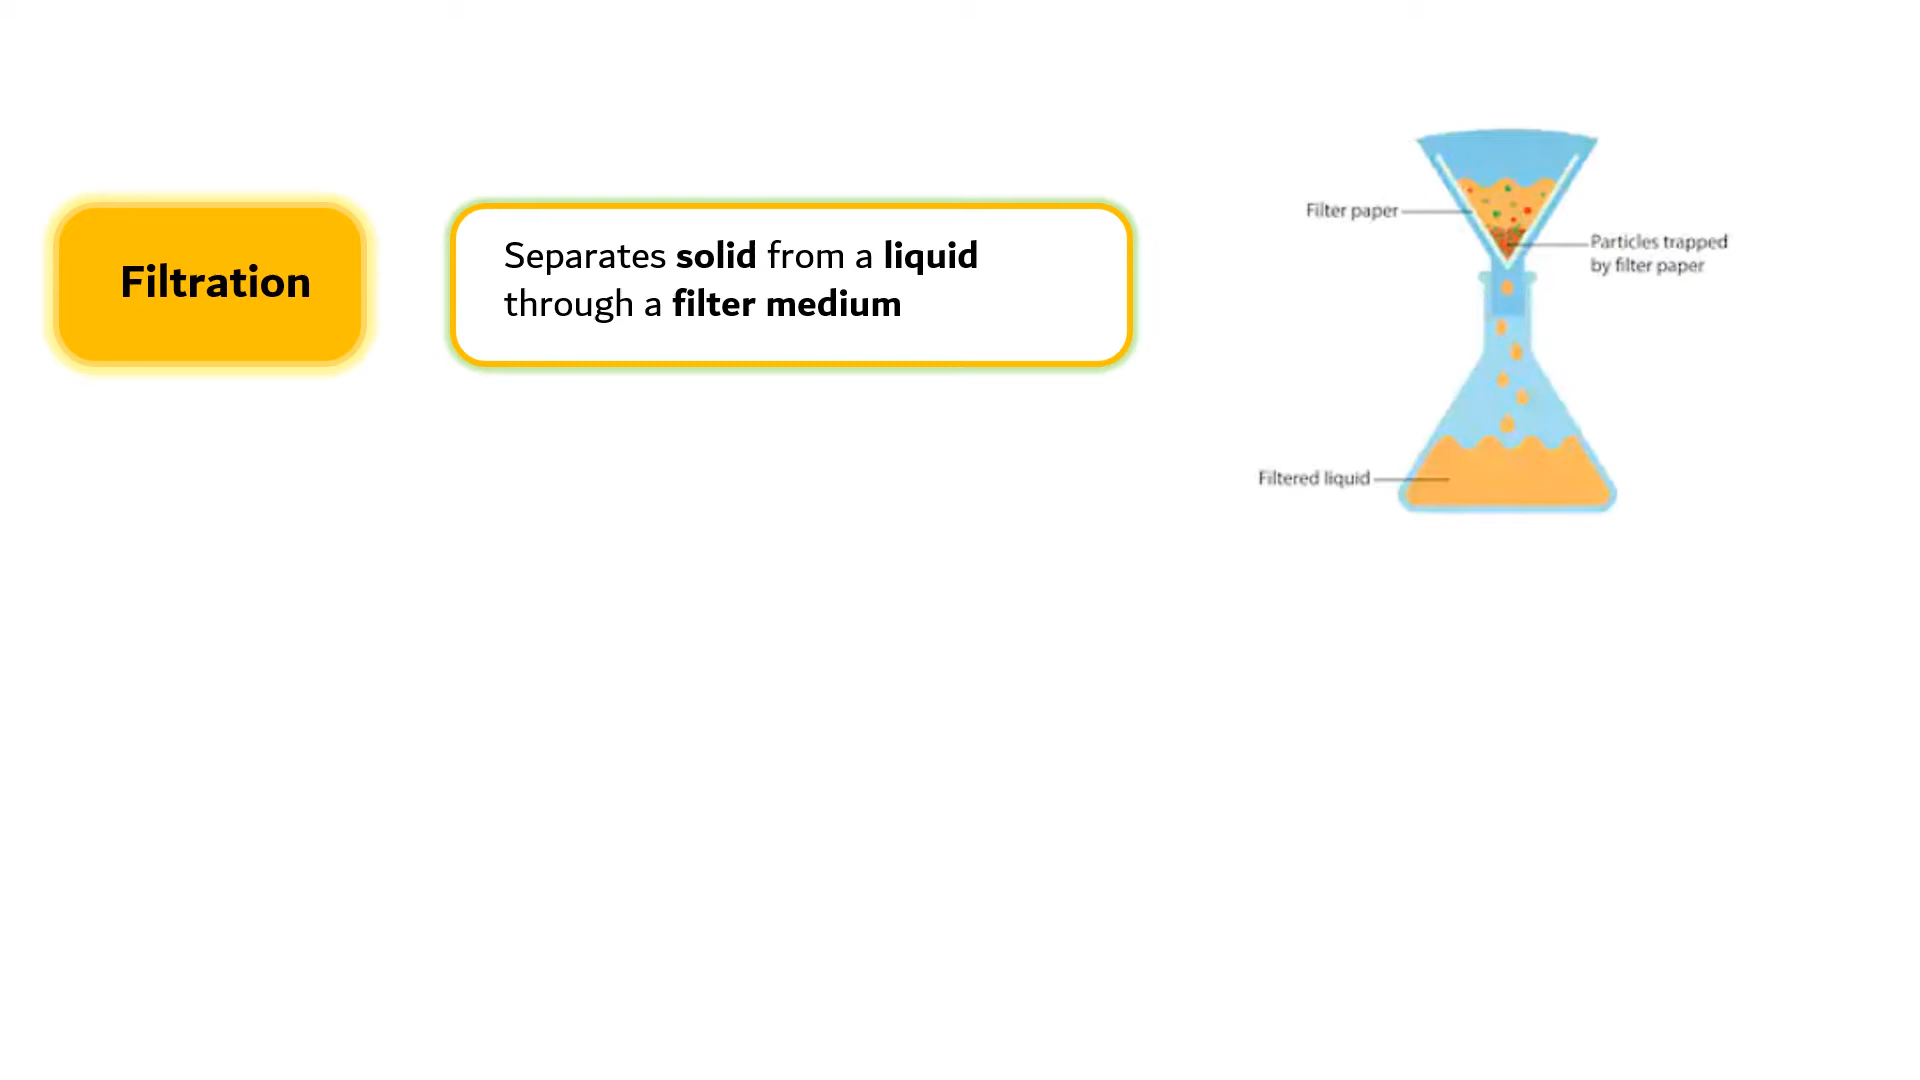 Filtration
Separates solid from a liquid
through a filter medium
Filter paper
Particles trapped
by filter paper
Filtered liquid